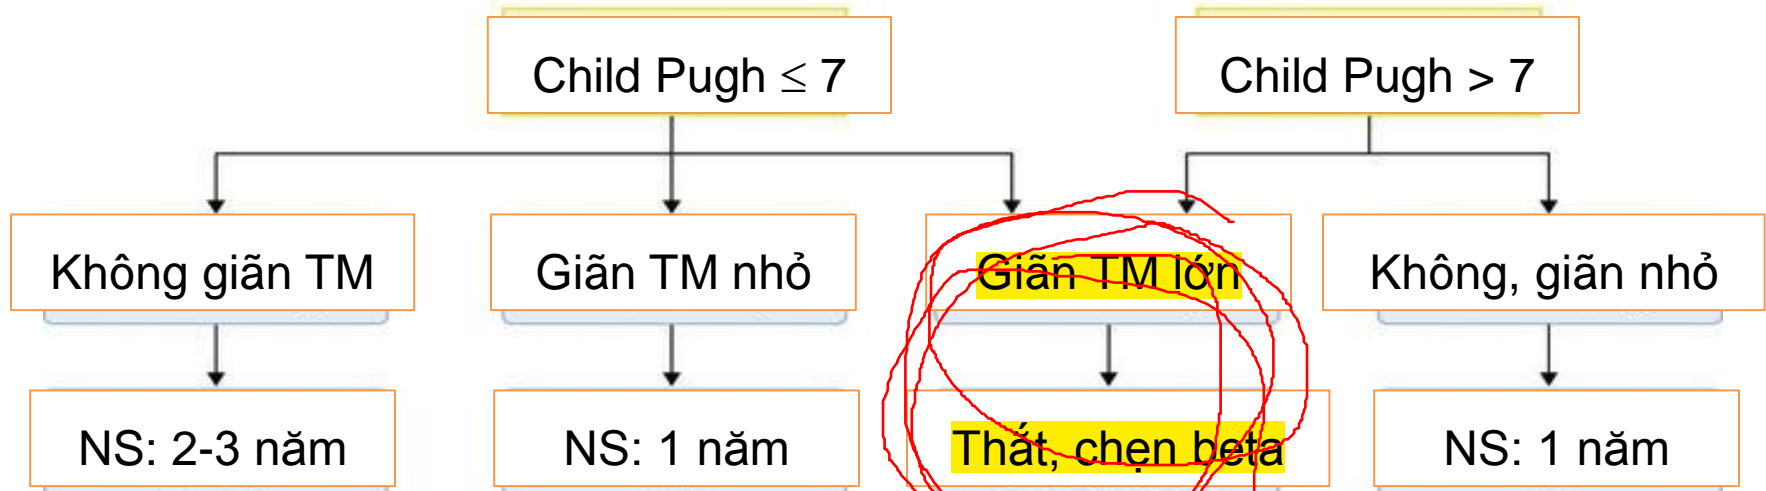 Child Pugh ≤ 7
Child Pugh > 7
Không giãn TM
Giãn TM nhỏ
Giãn TM lớn
Không, giãn nhỏ
NS: 2-3 năm
NS: 1 năm
Thắt, chẹn beta
NS: 1 năm